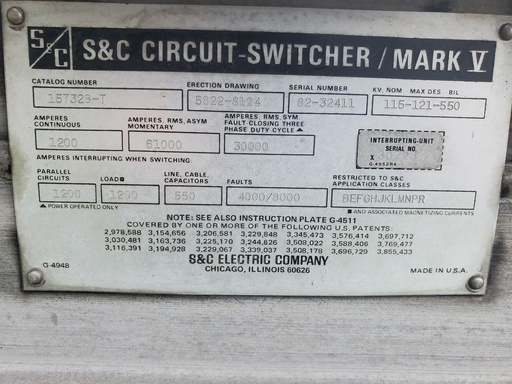 S&C S&C CIRCUIT-SWITCHER / MARK V
CATALOG NUMBER ERECTION DRAWING SERIAL NUMBER KV. NOM MAX DES BIL
157323-T 82-32411 115-121-550
AMPERES CONTINUOUS AMPERES, RMS, ASYM MOMENTARY AMPERES, RMS, SYM. FAULT-CLOSING THREE PHASE DUTY CYCLE ▲
1200 61000 30000
INTERRUPTING-UNIT
SERIAL NO.
X
AMPERES INTERRUPTING WHEN SWITCHING:
PARALLEL CIRCUITS LOAD ■ LINE, CABLE, CAPACITORS FAULTS RESTRICTED TO S&C APPLICATION CLASSES
1200 1200 550 4000/8000 BEFGHJKLMNPR
▲ POWER OPERATED ONLY ■ AND ASSOCIATED MAGNETIZING CURRENTS
NOTE: SEE ALSO INSTRUCTION PLATE G-4511
COVERED BY ONE OR MORE OF THE FOLLOWING U.S. PATENTS:
2,978,588 3,154,656 3,206,581 3,229,848 3,345,473 3,576,414 3,697,712
3,030,481 3,163,736 3,225,170 3,244,826 3,508,022 3,588,406 3,769,477
3,116,391 3,194,928 3,229,067 3,339,037 3,508,178 3,696,729 3,855,433
S&C ELECTRIC COMPANY
G-4948 CHICAGO, ILLINOIS 60626 MADE IN U.S.A.